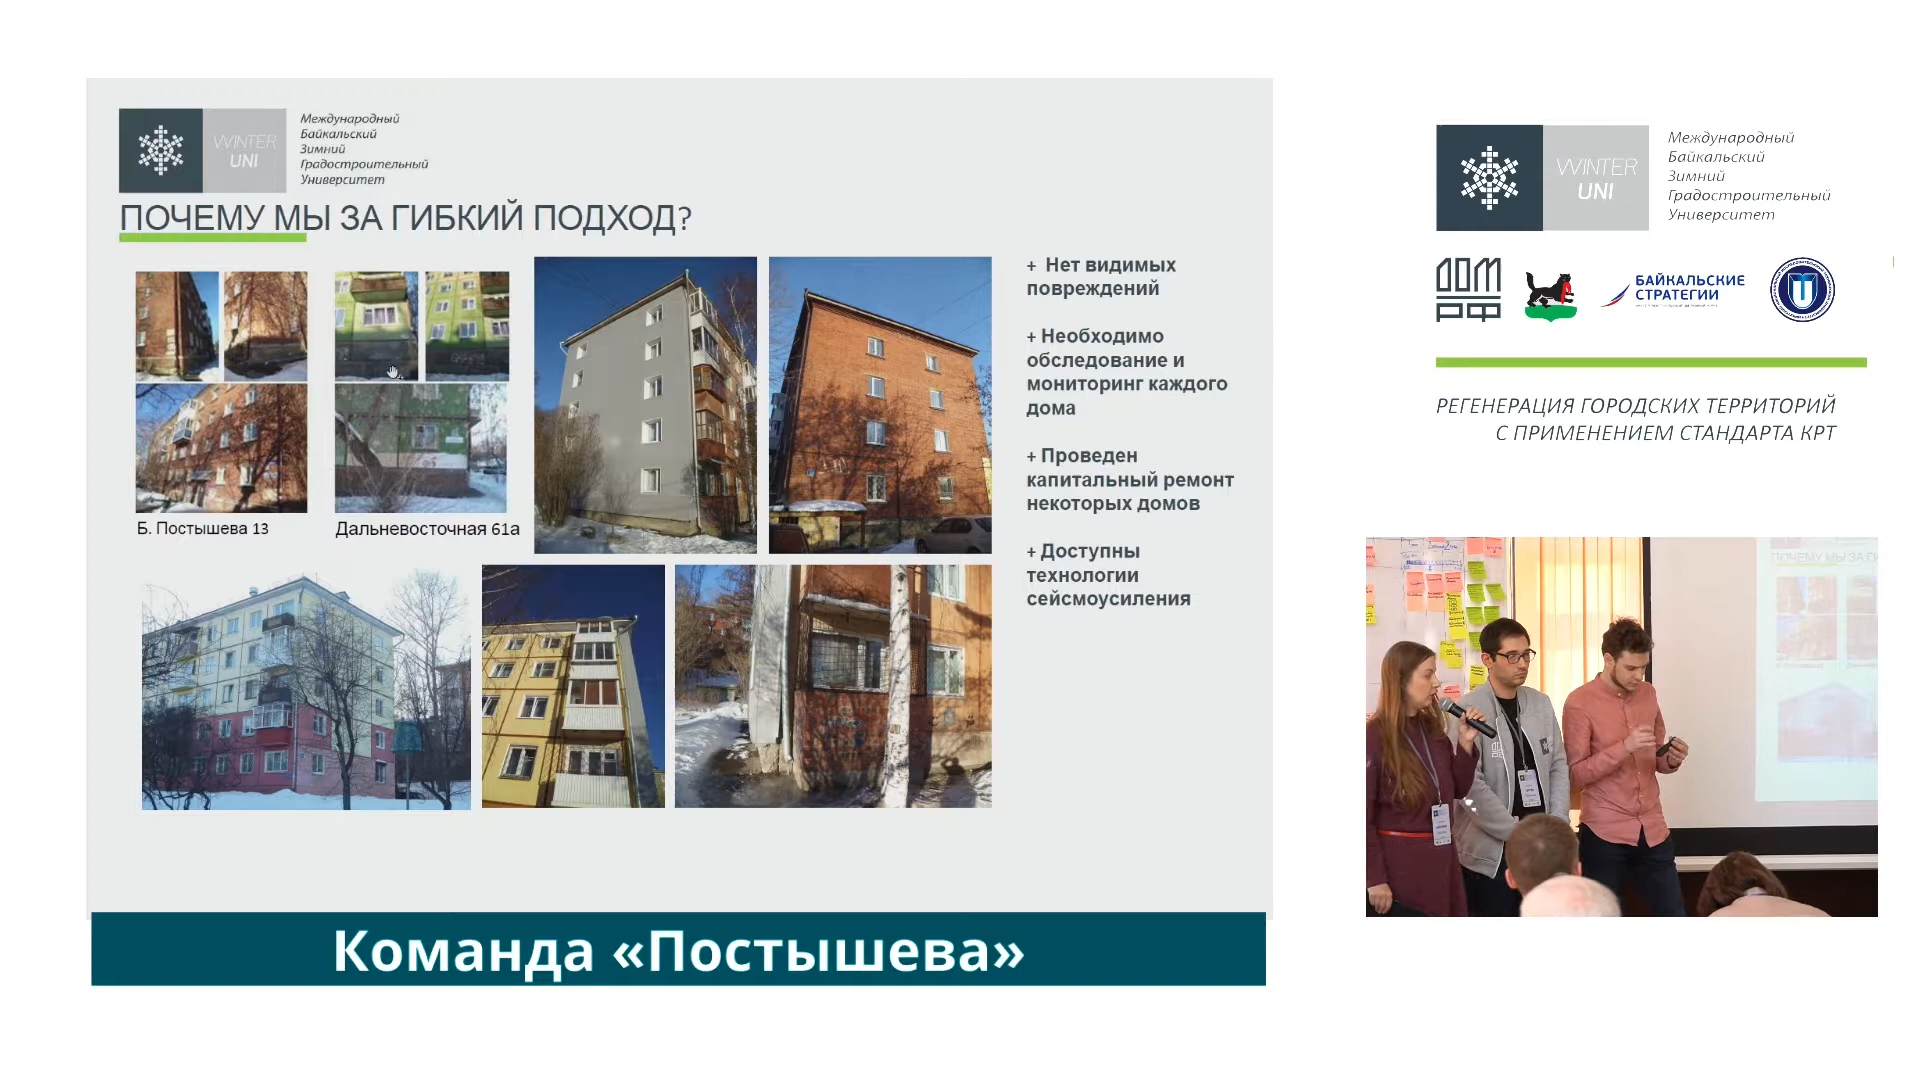 WINTER
UNI
Международный
Байкальский
Зимний
Градостроительный
Университет
ПОЧЕМУ МЫ ЗА ГИБКИЙ ПОДХОД?
Б. Постышева 13
Дальневосточная 61а
+ Нет видимых
повреждений
+ Необходимо
обследование и
мониторинг каждого
дома
+ Проведен
капитальный ремонт
некоторых домов
+ Доступны
технологии
сейсмоусиления
Команда «Постышева»
WINTER
UNI
Международный
Байкальский
Зимний
Градостроительный
Университет
ДОМ
РФ
БАЙКАЛЬСКИЕ
СТРАТЕГИИ
РЕГЕНЕРАЦИЯ ГОРОДСКИХ ТЕРРИТОРИЙ
С ПРИМЕНЕНИЕМ СТАНДАРТА КРТ